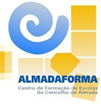 ALMADAFORMA
Centro de Formação de Escolas
do Concelho de Almada